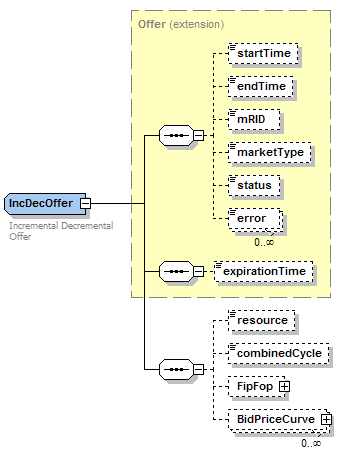 Offer (extension)
startTime
endTime
mRID
marketType
status
error
0..∞
IncDecOffer
Incremental Decremental
Offer
expirationTime
resource
combinedCycle
FipFop
BidPriceCurve
0..∞